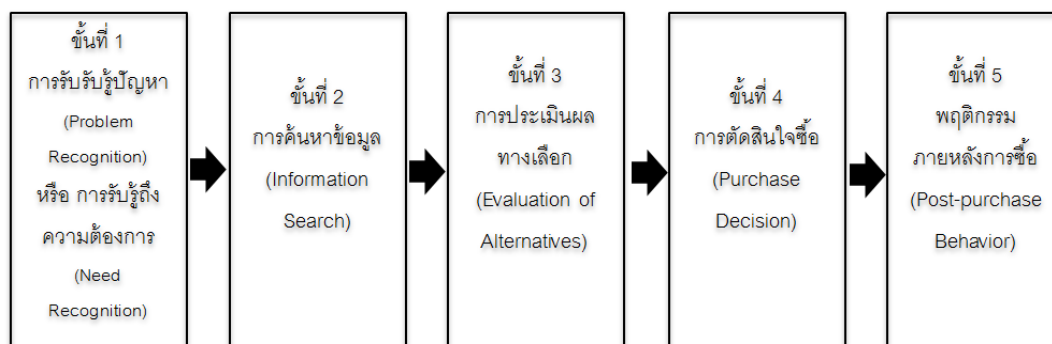 ขั้นที่ 1
การรับรับรู้ปัญหา
(Problem
Recognition)
หรือ การรับรู้ถึง
ความต้องการ
(Need
Recognition)
ขั้นที่ 2
การค้นหาข้อมูล
(Information
Search)
ขั้นที่ 3
การประเมินผล
ทางเลือก
(Evaluation of
Alternatives)
ขั้นที่ 4
การตัดสินใจซื้อ
(Purchase
Decision)
ขั้นที่ 5
พฤติกรรม
ภายหลังการซื้อ
(Post-purchase
Behavior)